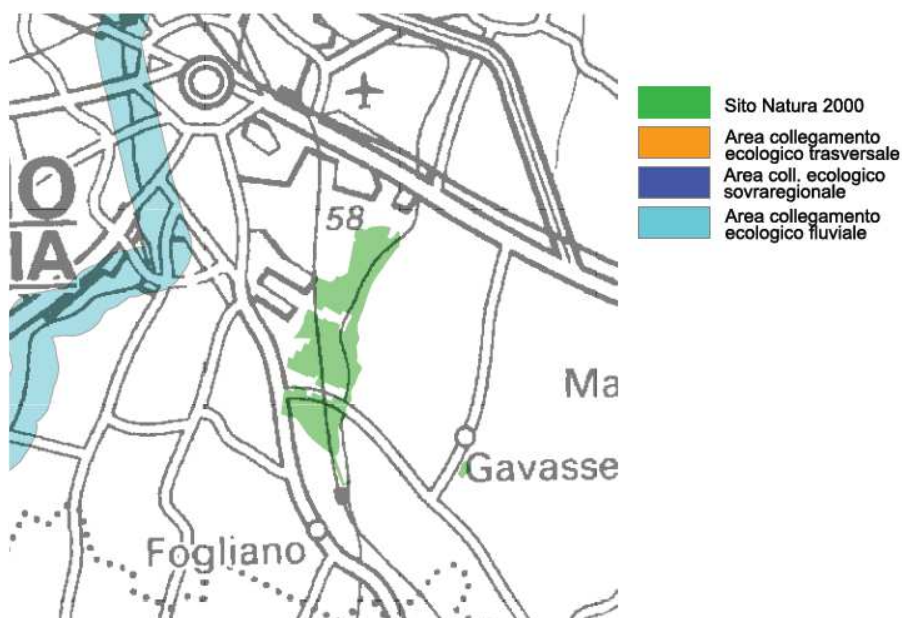 Sito Natura 2000
Area collegamento
ecologico trasversale
Area coll. ecologico
sovraregionale
Area collegamento
ecologico fluviale
O
IA
58
Ma
Gavasse
Fogliano